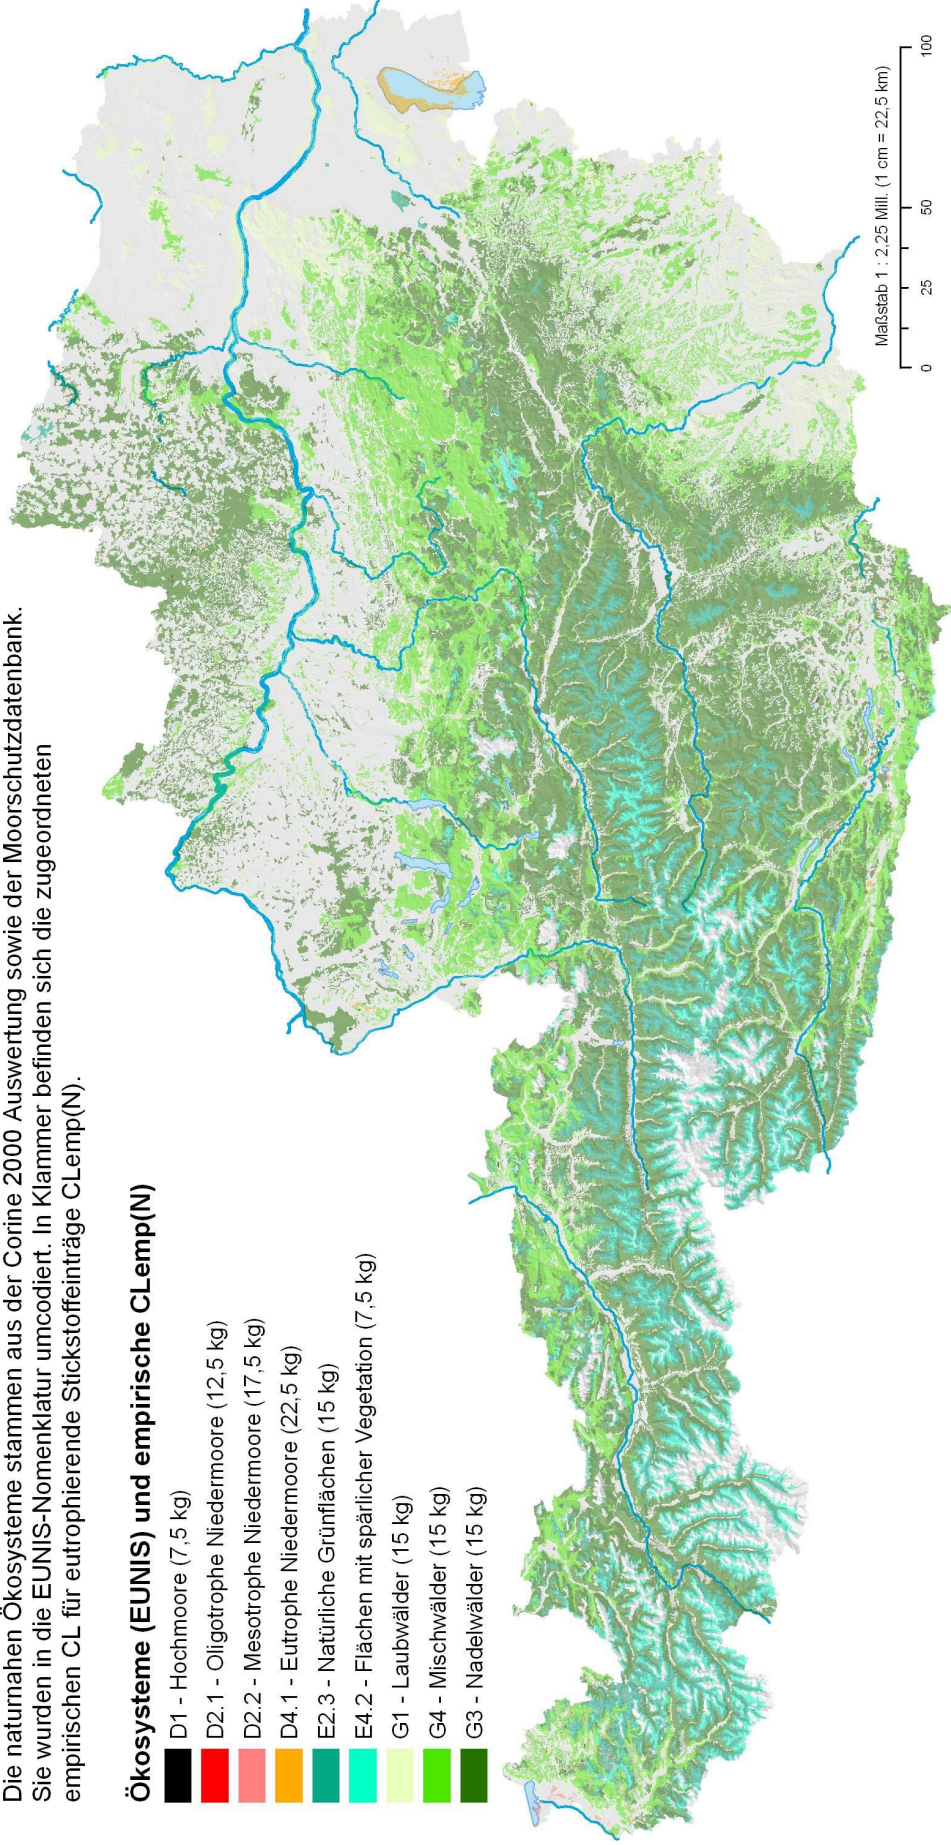 Die naturnahen Ökosysteme stammen aus der Corine 2000 Auswertung sowie der Moorschutzdatenbank.
Sie wurden in die EUNIS-Nomenklatur umcodiert. In Klammer befinden sich die zugeordneten
empirischen CL für eutrophierende Stickstoffeinträge CLemp(N).
Ökosysteme (EUNIS) und empirische CLemp(N)
D1 - Hochmoore (7,5 kg)
D2.1 - Oligotrophe Niedermoore (12,5 kg)
D2.2 - Mesotrophe Niedermoore (17,5 kg)
D4.1 - Eutrophe Niedermoore (22,5 kg)
E2.3 - Natürliche Grünflächen (15 kg)
E4.2 - Flächen mit spärlicher Vegetation (7,5 kg)
G1 - Laubwälder (15 kg)
G4 - Mischwälder (15 kg)
G3 - Nadelwälder (15 kg)
Maßstab 1 : 2,25 Mill. (1 cm = 22,5 km)
0 25 50 100